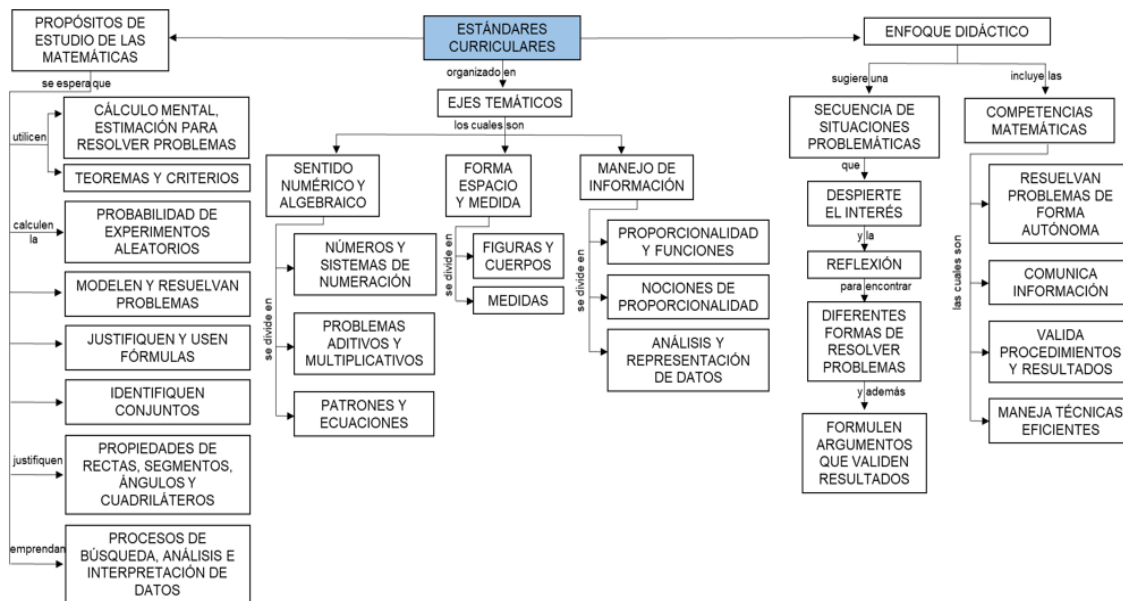 PROPÓSITOS DE
ESTUDIO DE LAS
MATEMÁTICAS
se espera que
utilicen
CÁLCULO MENTAL,
ESTIMACIÓN PARA
RESOLVER PROBLEMAS
TEOREMAS Y CRITERIOS
calculen
la
PROBABILIDAD DE
EXPERIMENTOS
ALEATORIOS
MODELEN Y RESUELVAN
PROBLEMAS
JUSTIFIQUEN Y USEN
FÓRMULAS
IDENTIFIQUEN
CONJUNTOS
justifiquen
PROPIEDADES DE
RECTAS, SEGMENTOS,
ÁNGULOS Y
CUADRILÁTEROS
emprendan
PROCESOS DE
BÚSQUEDA, ANÁLISIS E
INTERPRETACIÓN DE
DATOS
ESTÁNDARES
CURRICULARES
organizado en
EJES TEMÁTICOS
los cuales son
SENTIDO
NUMÉRICO Y
ALGEBRAICO
se divide en
NÚMEROS Y
SISTEMAS DE
NUMERACIÓN
PROBLEMAS
ADITIVOS Y
MULTIPLICATIVOS
PATRONES Y
ECUACIONES
FORMA
ESPACIO
Y MEDIDA
se divide en
FIGURAS Y
CUERPOS
MEDIDAS
MANEJO DE
INFORMACIÓN
se divide en
PROPORCIONALIDAD
Y FUNCIONES
NOCIONES DE
PROPORCIONALIDAD
ANÁLISIS Y
REPRESENTACIÓN
DE DATOS
ENFOQUE DIDÁCTICO
sugiere una
SECUENCIA DE
SITUACIONES
PROBLEMÁTICAS
que
DESPIERTE
EL INTERÉS
y la
REFLEXIÓN
para encontrar
DIFERENTES
FORMAS DE
RESOLVER
PROBLEMAS
y además
FORMULEN
ARGUMENTOS
QUE VALIDEN
RESULTADOS
incluye las
COMPETENCIAS
MATEMÁTICAS
las cuales son
RESUELVAN
PROBLEMAS DE
FORMA
AUTÓNOMA
COMUNICA
INFORMACIÓN
VALIDA
PROCEDIMIENTOS
Y RESULTADOS
MANEJA TÉCNICAS
EFICIENTES